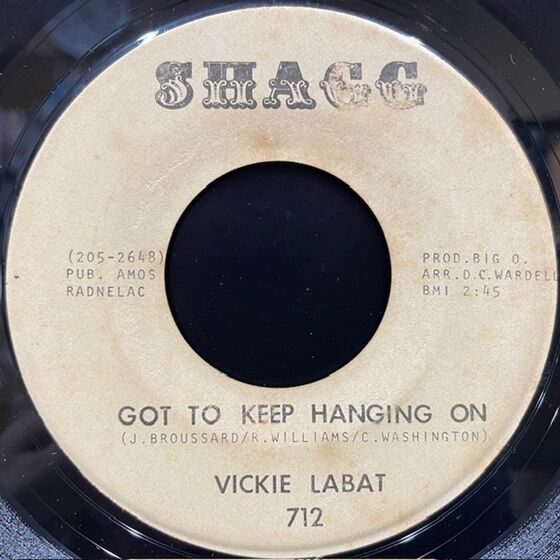 SHAGG
(205-2648)
PUB. AMOS
RADNELAC
PROD.BIG O.
ARR.D.C.WARDELL
BMI 2:45
GOT TO KEEP HANGING ON
(J.BROUSSARD/R.WILLIAMS/C.WASHINGTON)
VICKIE LABAT
712